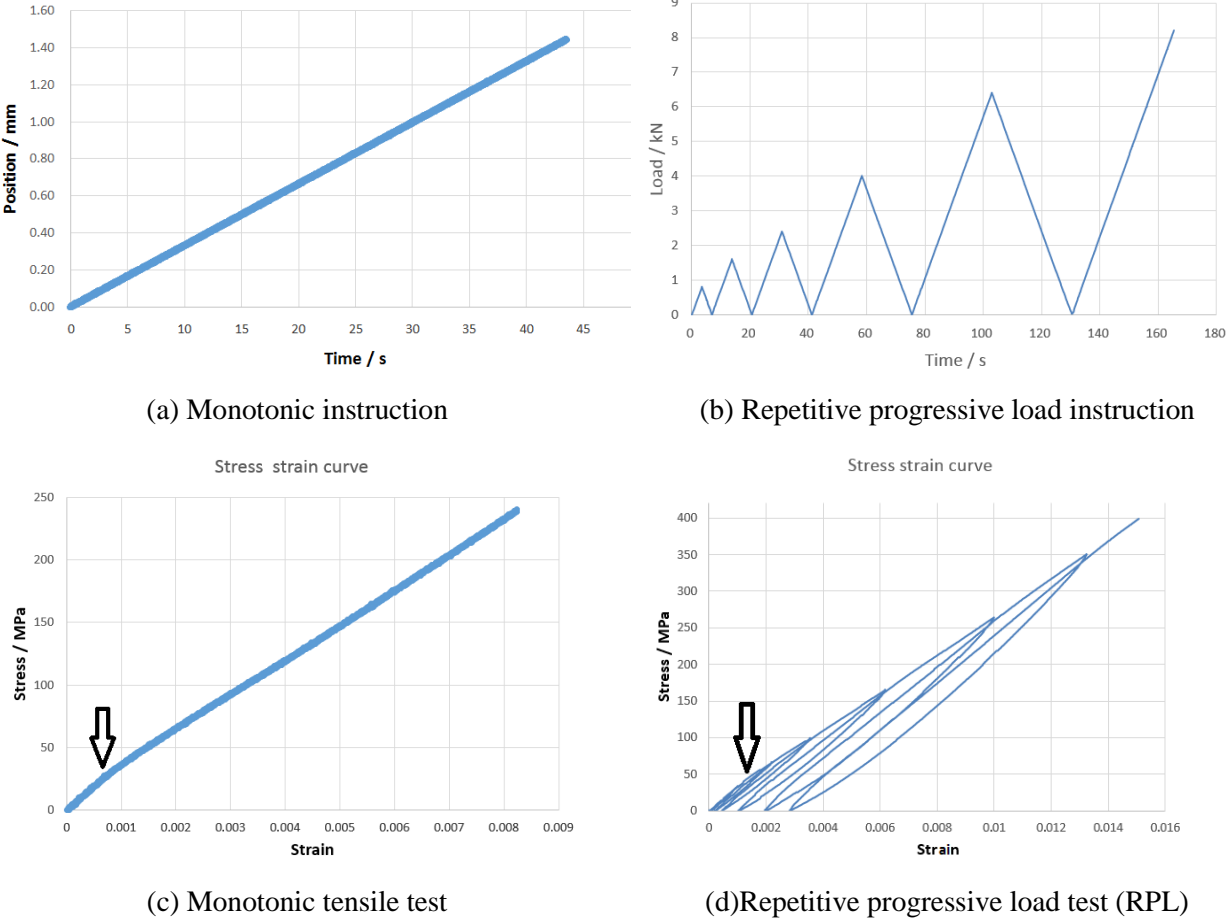 1.60
1.40
1.20
1.00
0.80
0.60
0.40
0.20
0.00
Position / mm
0 5 10 15 20 25 30 35 40 45
Time / s
(a) Monotonic instruction
9
8
7
6
5
4
3
2
1
0
Load / kN
0 20 40 60 80 100 120 140 160 180
Time / s
(b) Repetitive progressive load instruction
Stress strain curve
250
200
150
100
50
0
Stress / MPa
0 0.001 0.002 0.003 0.004 0.005 0.006 0.007 0.008 0.009
Strain
(c) Monotonic tensile test
Stress strain curve
400
350
300
250
200
150
100
50
0
Stress / MPa
0 0.002 0.004 0.006 0.008 0.01 0.012 0.014 0.016
Strain
(d)Repetitive progressive load test (RPL)